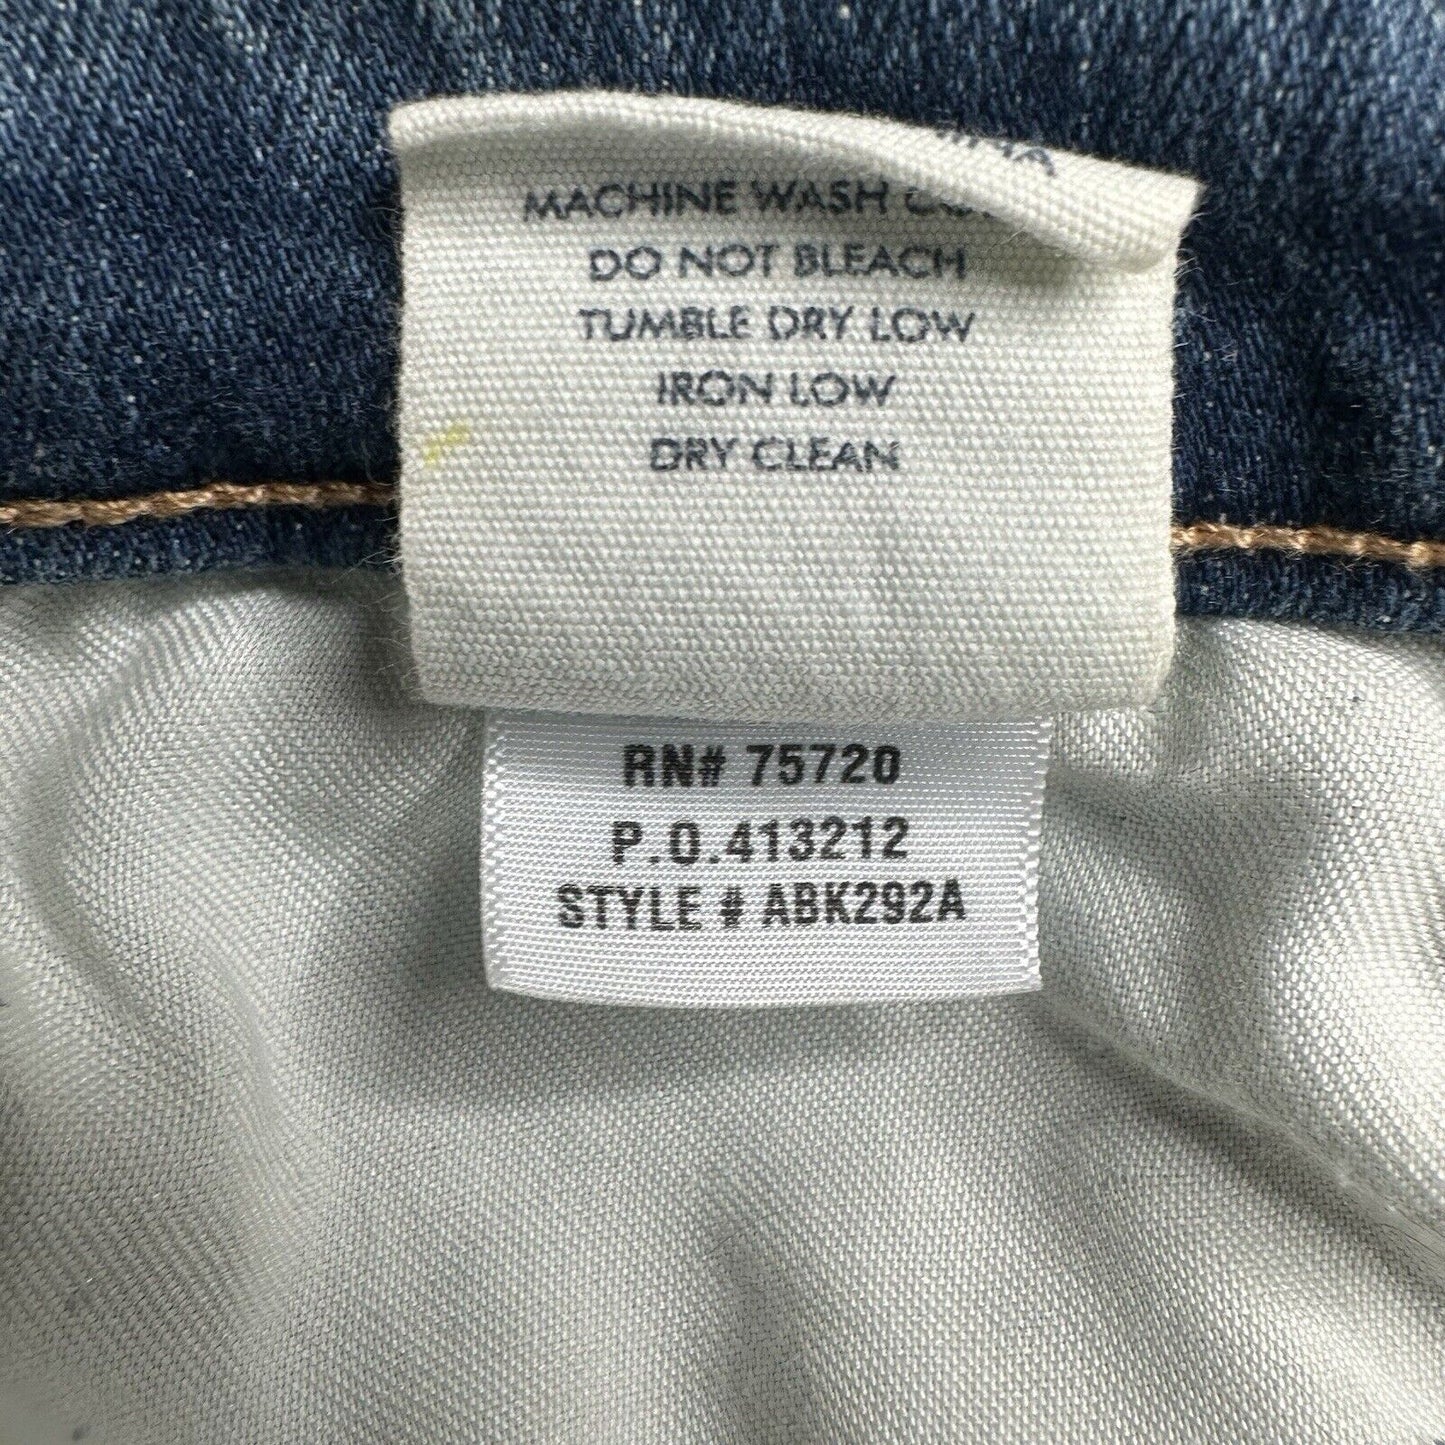 MACHINE WASH
DO NOT BLEACH
TUMBLE DRY LOW
IRON LOW
DRY CLEAN
RN# 75720
P.O.413212
STYLE # ABK292A